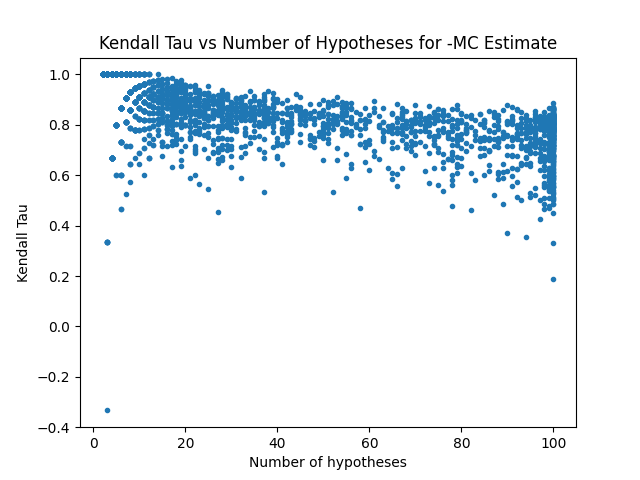 Kendall Tau vs Number of Hypotheses for -MC Estimate
1.0
0.8
0.6
0.4
0.2
0.0
−0.2
−0.4
Kendall Tau
0 20 40 60 80 100
Number of hypotheses